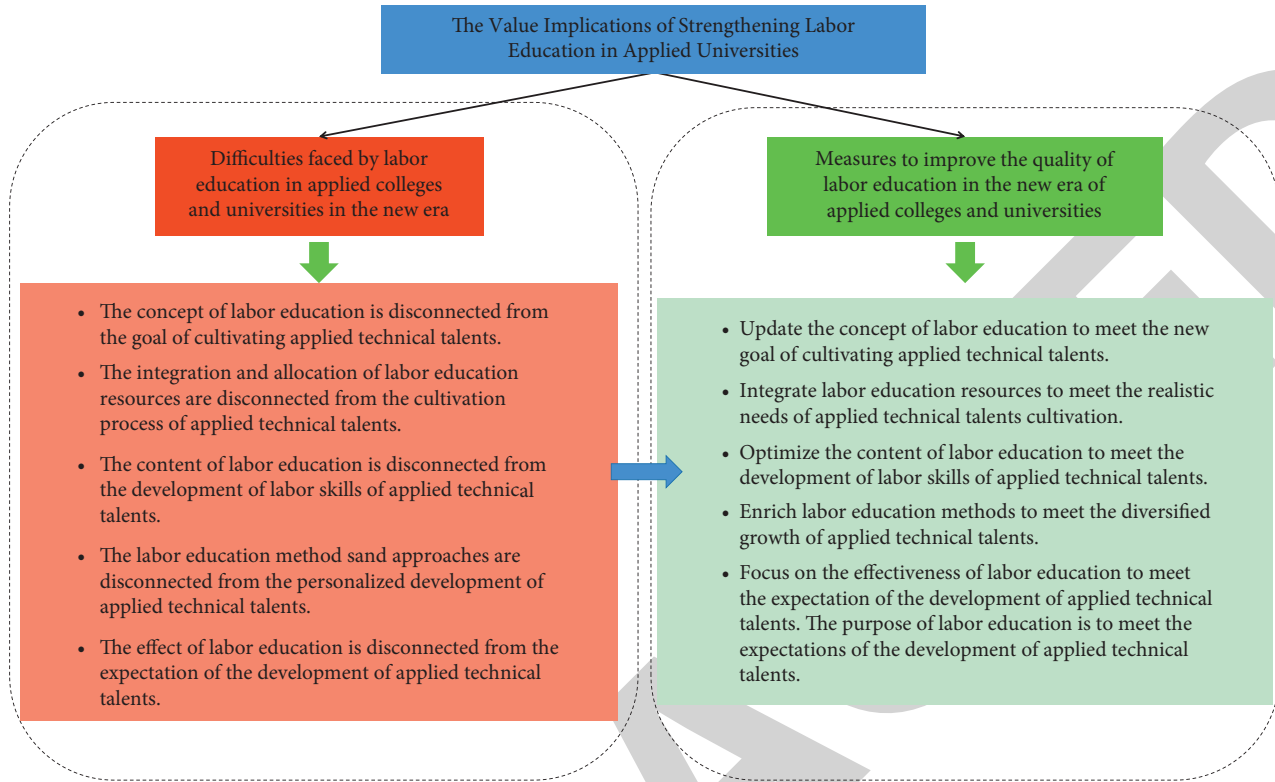 The Value Implications of Strengthening Labor
Education in Applied Universities
Difficulties faced by labor
education in applied colleges
and universities in the new era
• The concept of labor education is disconnected from
the goal of cultivating applied technical talents.
• The integration and allocation of labor education
resources are disconnected from the cultivation
process of applied technical talents.
• The content of labor education is disconnected from
the development of labor skills of applied technical
talents.
• The labor education method sand approaches are
disconnected from the personalized development of
applied technical talents.
• The effect of labor education is disconnected from the
expectation of the development of applied technical
talents.
Measures to improve the quality of
labor education in the new era of
applied colleges and universities
• Update the concept of labor education to meet the new
goal of cultivating applied technical talents.
• Integrate labor education resources to meet the realistic
needs of applied technical talents cultivation.
• Optimize the content of labor education to meet the
development of labor skills of applied technical talents.
• Enrich labor education methods to meet the diversified
growth of applied technical talents.
• Focus on the effectiveness of labor education to meet
the expectation of the development of applied technical
talents. The purpose of labor education is to meet the
expectations of the development of applied technical
talents.